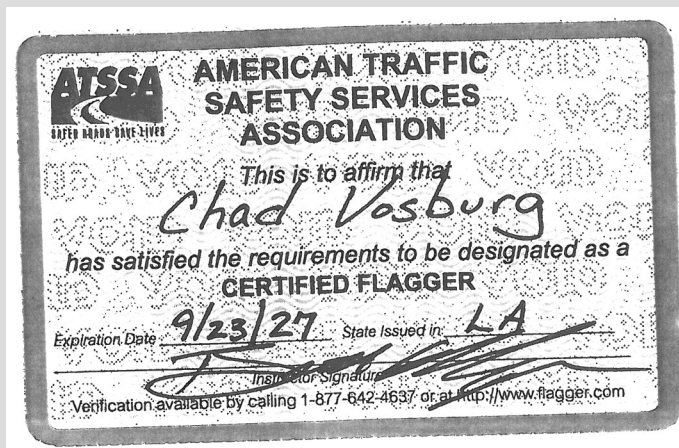 ATSSA
SAFER ROADS SAVE LIVES
AMERICAN TRAFFIC
SAFETY SERVICES
ASSOCIATION
This is to affirm that
Chad Vosburg
has satisfied the requirements to be designated as a
CERTIFIED FLAGGER
Expiration Date 9/23/27 State Issued in: LA
Instructor Signature
Verification available by calling 1-877-642-4637 or at http://www.flagger.com